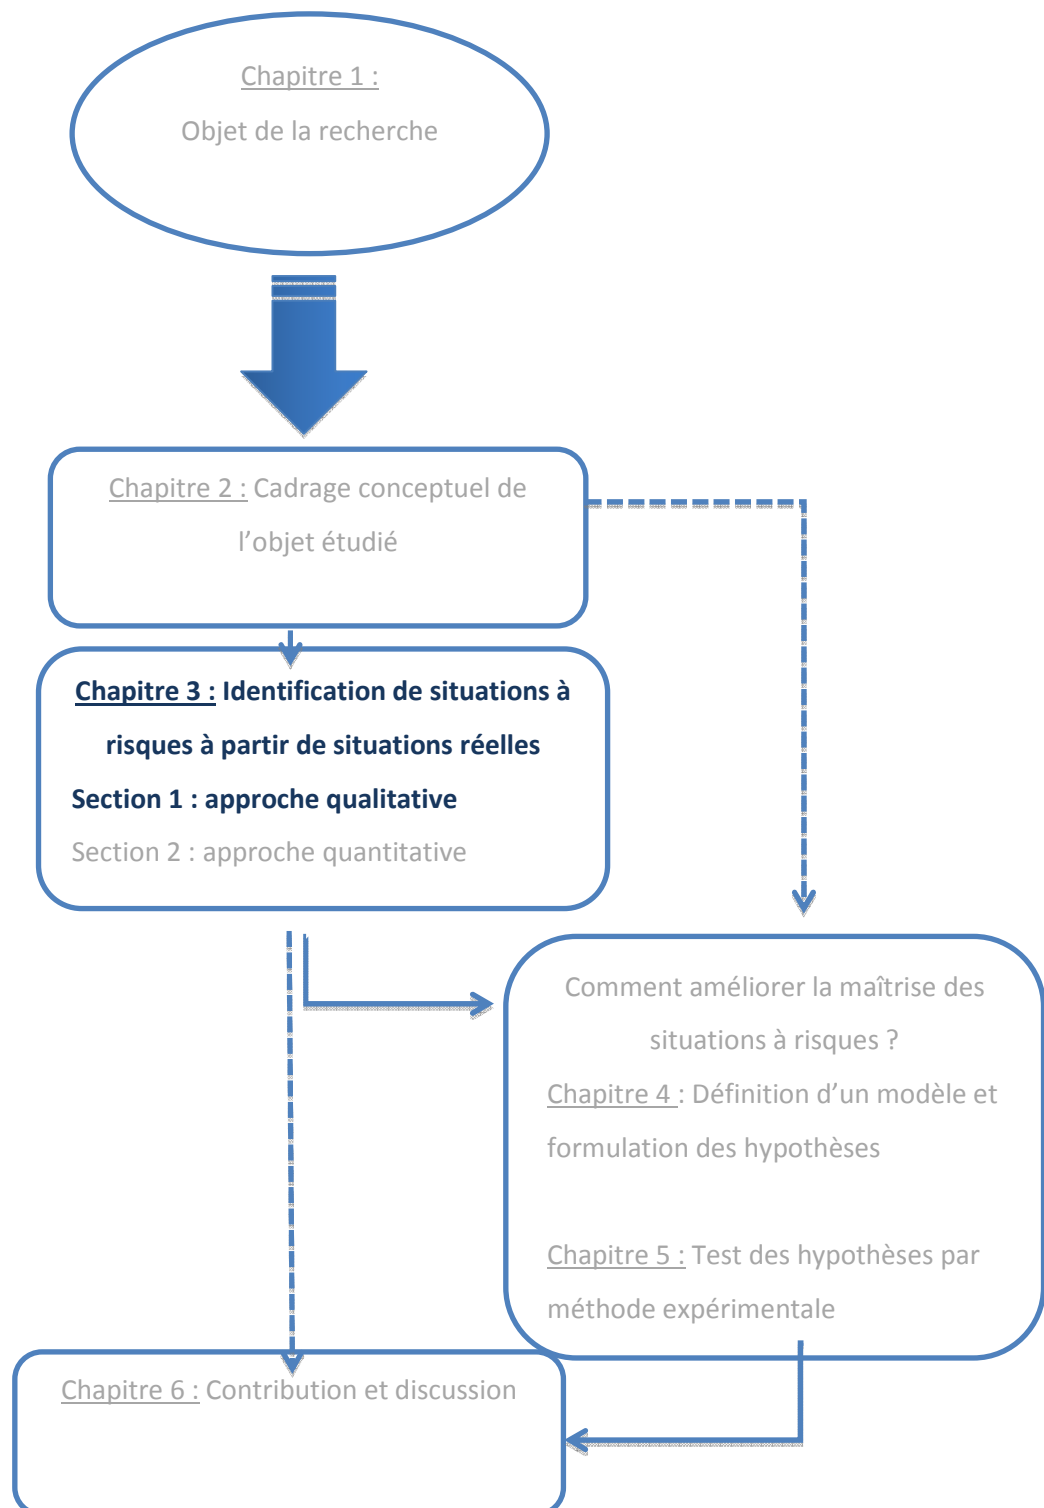 Chapitre 1 :
Objet de la recherche
Chapitre 2 : Cadrage conceptuel de
l’objet étudié
Chapitre 3 : Identification de situations à
risques à partir de situations réelles
Section 1 : approche qualitative
Section 2 : approche quantitative
Comment améliorer la maîtrise des
situations à risques ?
Chapitre 4 : Définition d’un modèle et
formulation des hypothèses
Chapitre 5 : Test des hypothèses par
méthode expérimentale
Chapitre 6 : Contribution et discussion